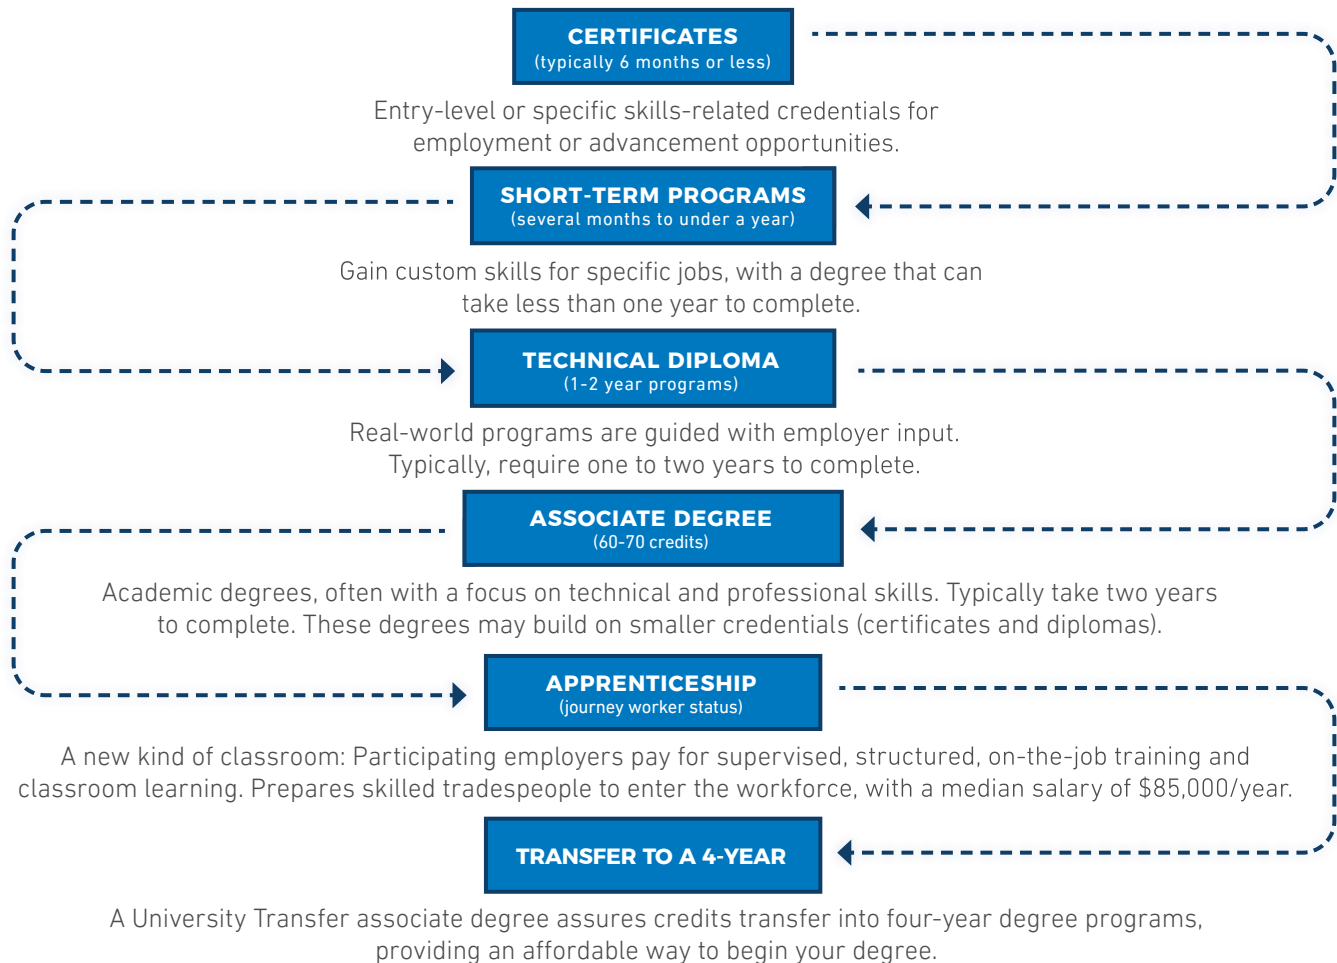 CERTIFICATES
(typically 6 months or less)
Entry-level or specific skills-related credentials for
employment or advancement opportunities.
SHORT-TERM PROGRAMS
(several months to under a year)
Gain custom skills for specific jobs, with a degree that can
take less than one year to complete.
TECHNICAL DIPLOMA
(1-2 year programs)
Real-world programs are guided with employer input.
Typically, require one to two years to complete.
ASSOCIATE DEGREE
(60-70 credits)
Academic degrees, often with a focus on technical and professional skills. Typically take two years
to complete. These degrees may build on smaller credentials (certificates and diplomas).
APPRENTICESHIP
(journey worker status)
A new kind of classroom: Participating employers pay for supervised, structured, on-the-job training and
classroom learning. Prepares skilled tradespeople to enter the workforce, with a median salary of $85,000/year.
TRANSFER TO A 4-YEAR
A University Transfer associate degree assures credits transfer into four-year degree programs,
providing an affordable way to begin your degree.